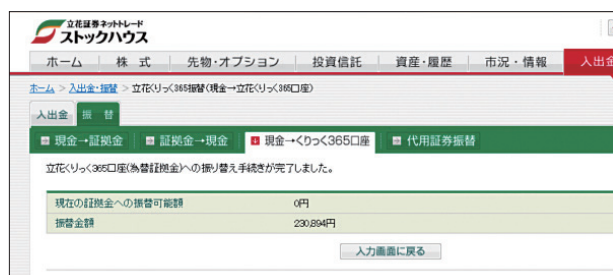 立花証券ネットトレード
ストックハウス
ホーム 株 式 先物・オプション 投資信託 資産・履歴 市況・情報 入出金
ホーム > 入出金・振替 > 立花くりっく365振替(現金→立花くりっく365口座)
入出金 振 替
現金→証拠金 証拠金→現金 現金→くりっく365口座 代用証券振替
立花くりっく365口座(為替証拠金)への振り替え手続きが完了しました。
現在の証拠金への振替可能額 0円
振替金額 230,894円
入力画面に戻る